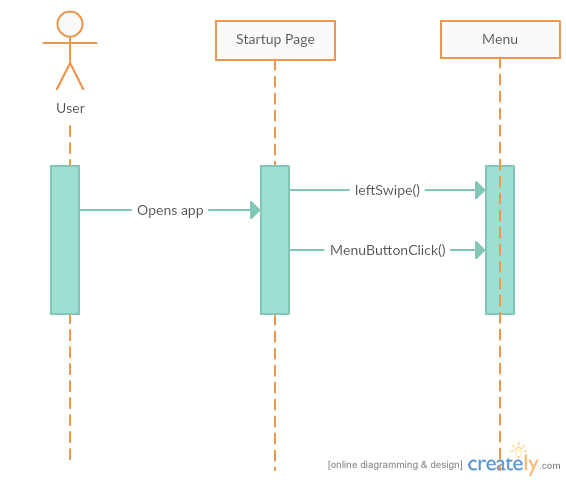 Startup Page
Menu
User
leftSwipe()
Opens app
MenuButtonClick()
[online diagramming & design] creately.com